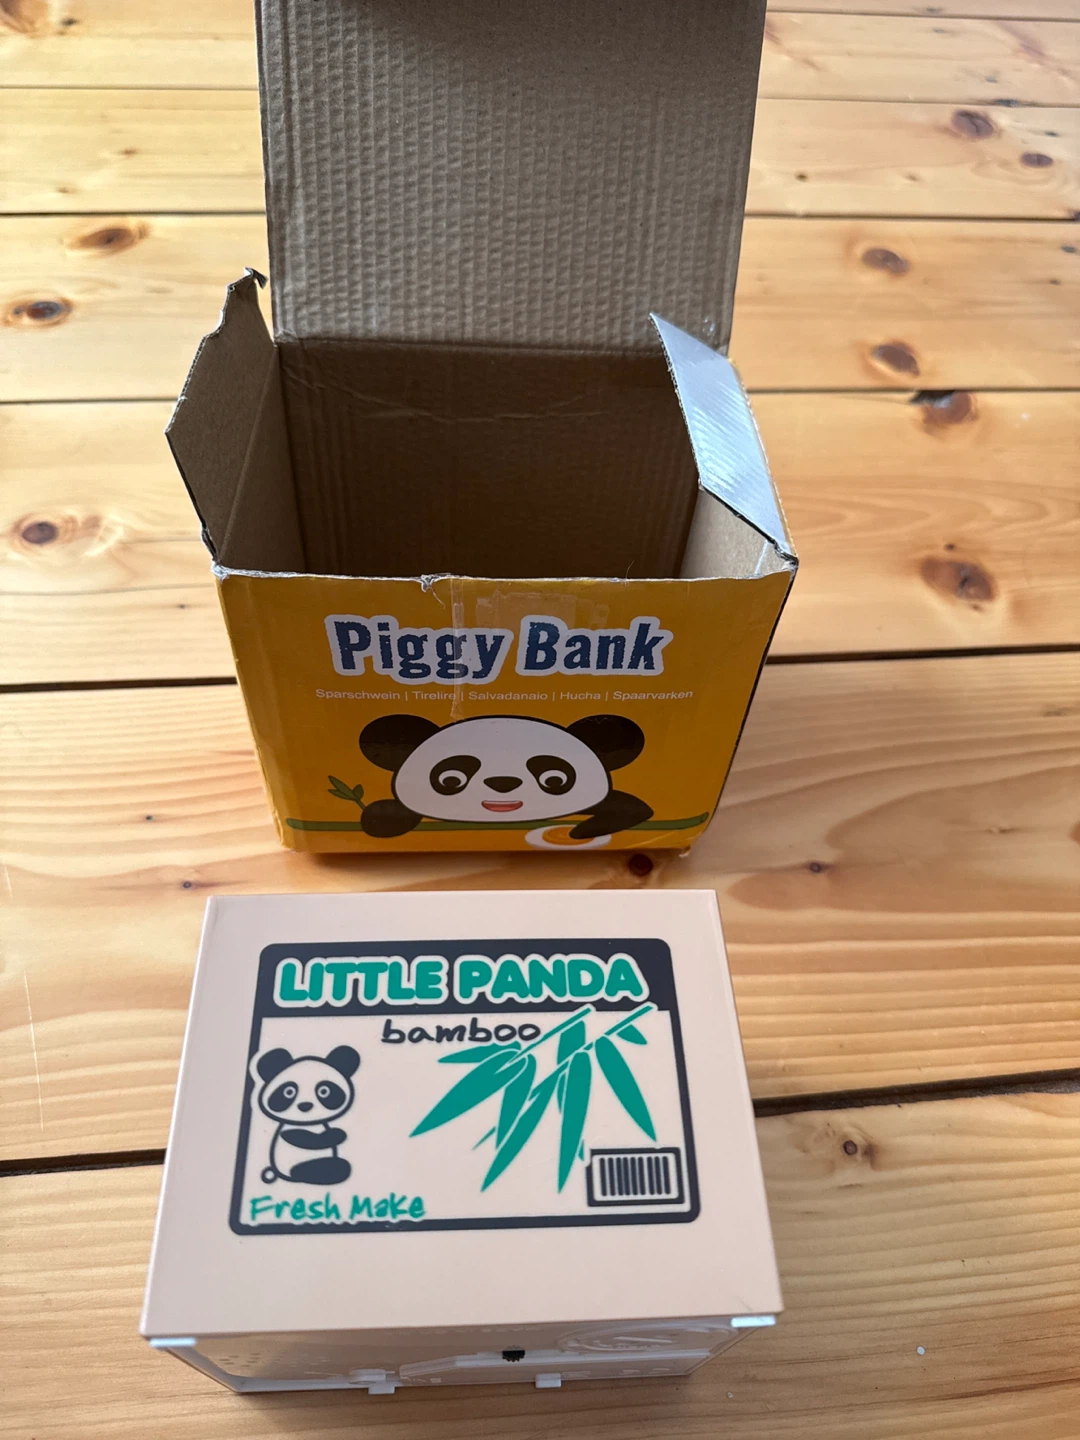 Piggy Bank
Sparschwein | Tirelire | Salvadanaio | Hucha | Spaarvarken
LITTLE PANDA
bamboo
Fresh Make